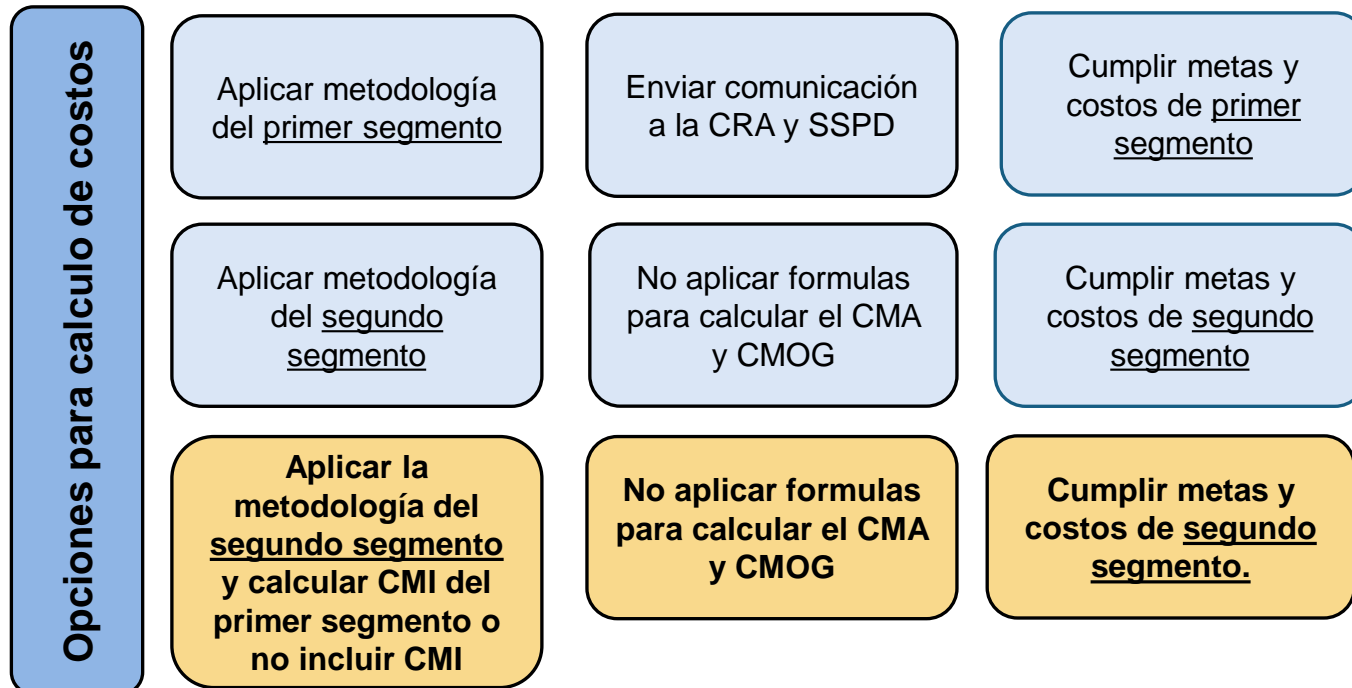 Opciones para calculo de costos
Aplicar metodología
del primer segmento
Enviar comunicación
a la CRA y SSPD
Cumplir metas y
costos de primer
segmento
Aplicar metodología
del segundo
segmento
No aplicar formulas
para calcular el CMA
y CMOG
Cumplir metas y
costos de segundo
segmento
Aplicar la
metodología del
segundo segmento
y calcular CMI del
primer segmento o
no incluir CMI
No aplicar formulas
para calcular el CMA
y CMOG
Cumplir metas y
costos de segundo
segmento.